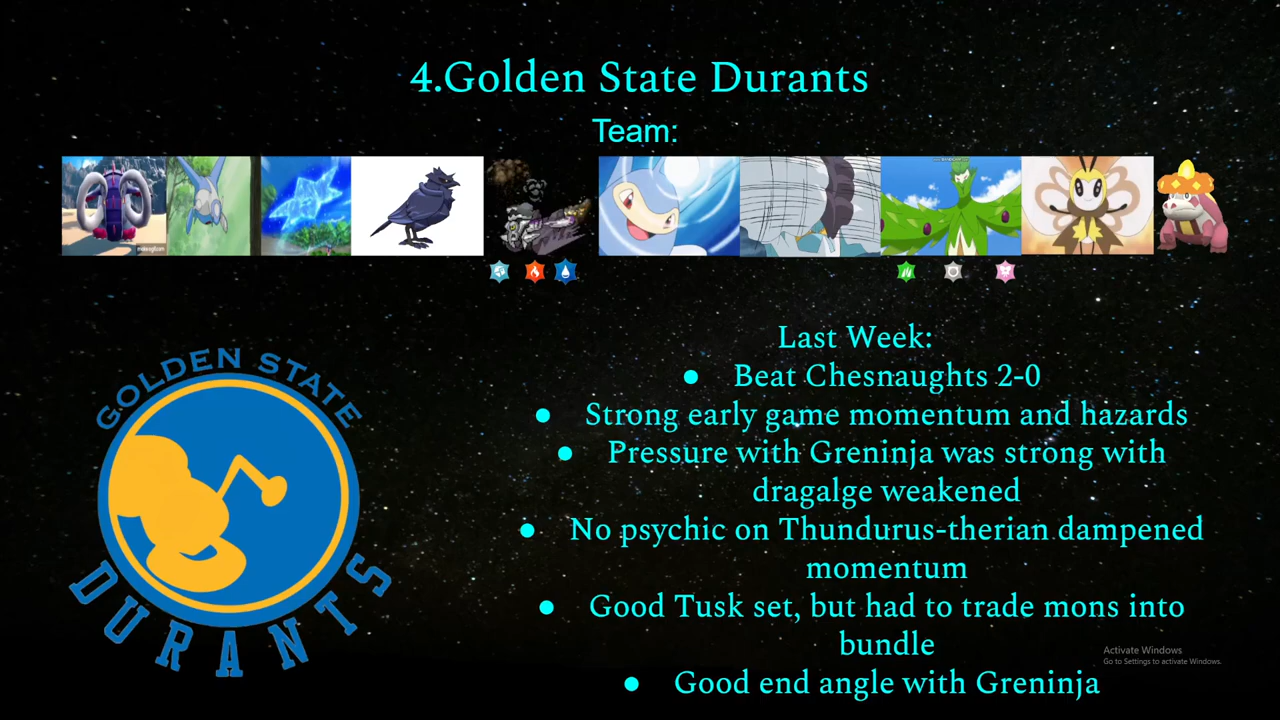 4.Golden State Durants
Team:
Last Week:
● Beat Chesnaughts 2-0
● Strong early game momentum and hazards
● Pressure with Greninja was strong with
dragalge weakened
● No psychic on Thundurus-therian dampened
momentum
● Good Tusk set, but had to trade mons into
bundle
● Good end angle with Greninja
GOLDEN STATE
DURANTS
Activate Windows
Go to Settings to activate Windows.